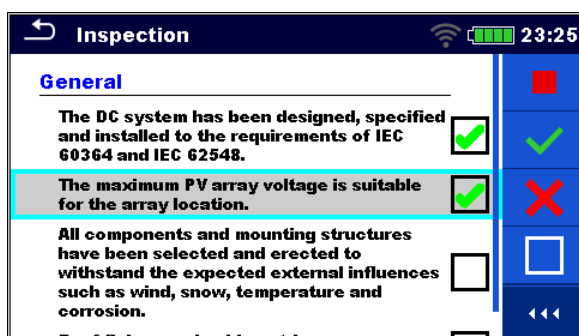 Inspection
23:25
General
The DC system has been designed, specified
and installed to the requirements of IEC
60364 and IEC 62548.
The maximum PV array voltage is suitable
for the array location.
All components and mounting structures
have been selected and erected to
withstand the expected external influences
such as wind, snow, temperature and
corrosion.